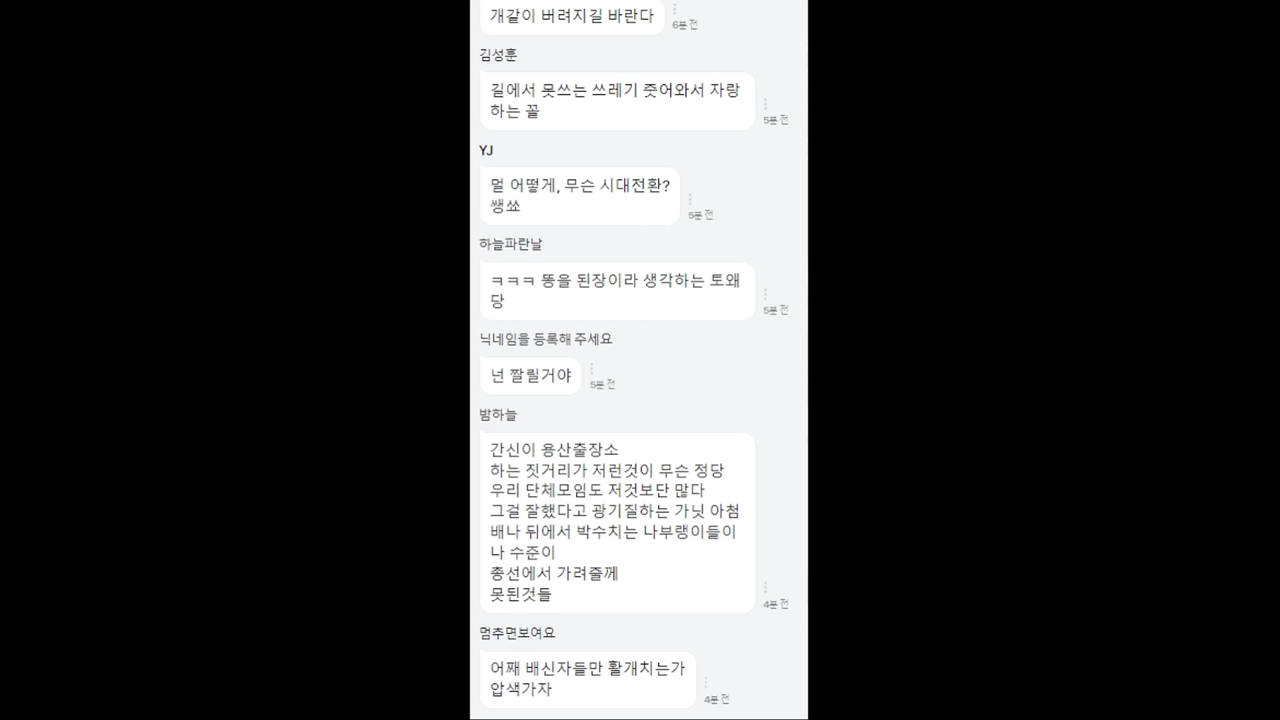 개같이 버려지길 바란다
6분 전
김성훈
길에서 못쓰는 쓰레기 줏어와서 자랑
하는 꼴
5분 전
YJ
멀 어떻게, 무슨 시대전환?
쌩쑈
5분 전
하늘파란날
ㅋㅋㅋ 똥을 된장이라 생각하는 토왜
당
5분 전
닉네임을 등록해 주세요
넌 짤릴거야
5분 전
밤하늘
간신이 용산출장소
하는 짓거리가 저런것이 무슨 정당
우리 단체모임도 저것보단 많다
그걸 잘했다고 광기질하는 가닛 아첨
배나 뒤에서 박수치는 나부랭이들이
나 수준이
총선에서 가려줄께
못된것들
4분 전
멈추면보여요
어째 배신자들만 활개치는가
압색가자
4분 전